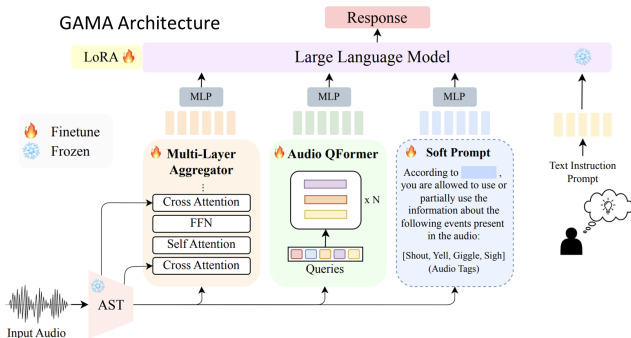 GAMA Architecture
Response
LoRA
Large Language Model
MLP
MLP
MLP
Finetune
Frozen
Multi-Layer
Aggregator
⋮
Cross Attention
FFN
Self Attention
Cross Attention
Audio QFormer
x N
Queries
Soft Prompt
According to ,
you are allowed to use or
partially use the
information about the
following events present
in the audio:
[Shout, Yell, Giggle, Sigh]
(Audio Tags)
Text Instruction
Prompt
AST
Input Audio